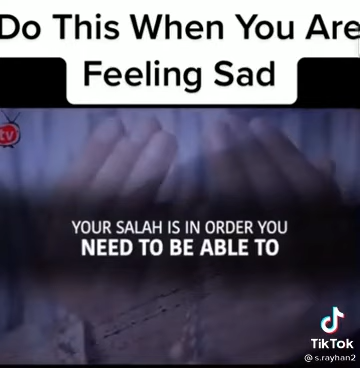 Do This When You Are
Feeling Sad
tv
YOUR SALAH IS IN ORDER YOU
NEED TO BE ABLE TO
TikTok
@ s.rayhan2